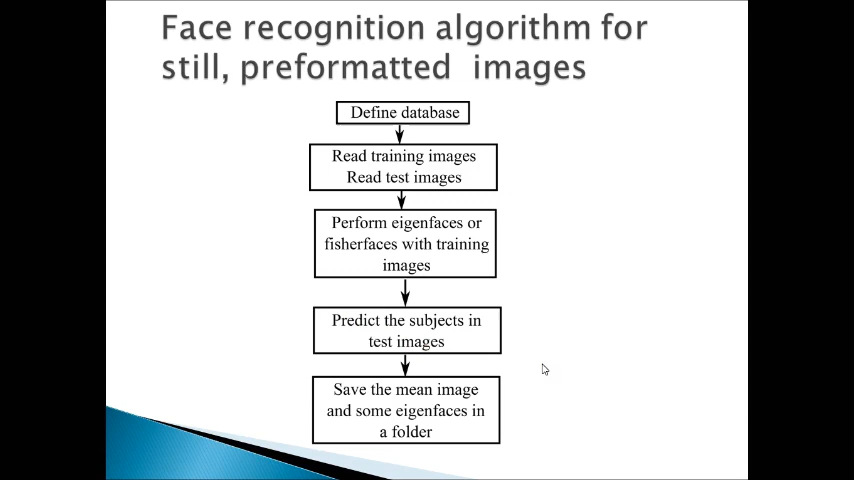 Face recognition algorithm for
still, preformatted images
Define database
Read training images
Read test images
Perform eigenfaces or
fisherfaces with training
images
Predict the subjects in
test images
Save the mean image
and some eigenfaces in
a folder